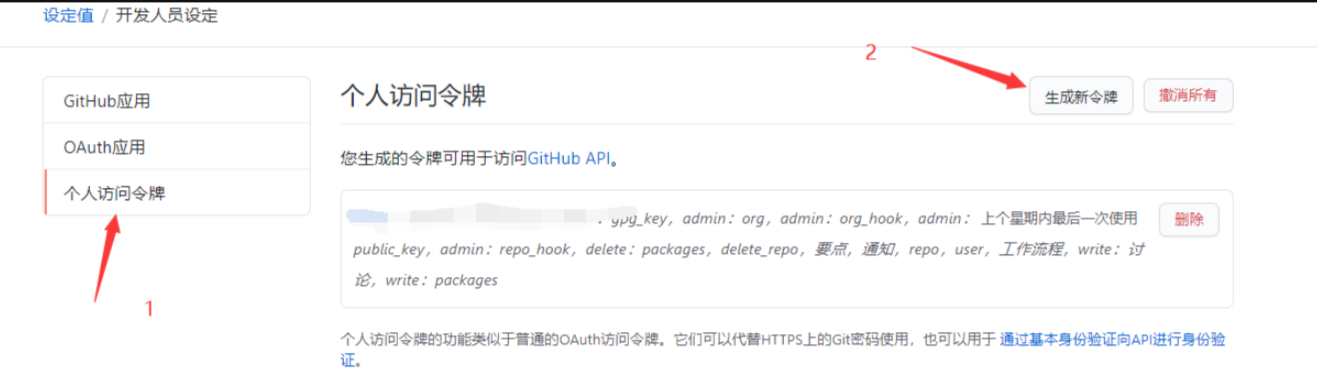 设定值 / 开发人员设定
2
GitHub应用
个人访问令牌
生成新令牌
撤消所有
OAuth应用
您生成的令牌可用于访问GitHub API。
个人访问令牌
: gpg_key，admin：org，admin：org_hook，admin： 上个星期内最后一次使用
删除
public_key，admin：repo_hook，delete：packages，delete_repo，要点，通知，repo，user，工作流程，write：讨
论，write：packages
1
个人访问令牌的功能类似于普通的OAuth访问令牌。它们可以代替HTTPS上的Git密码使用，也可以用于 通过基本身份验证向API进行身份验
证。